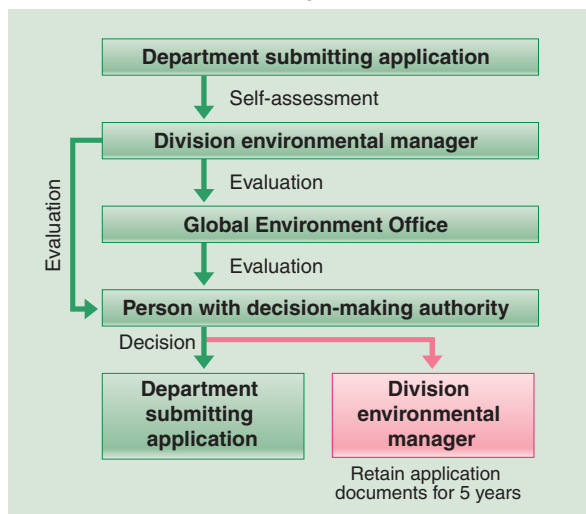 Department submitting application
Self-assessment
Division environmental manager
Evaluation
Evaluation
Global Environment Office
Evaluation
Person with decision-making authority
Decision
Department
submitting
application
Division
environmental
manager
Retain application
documents for 5 years